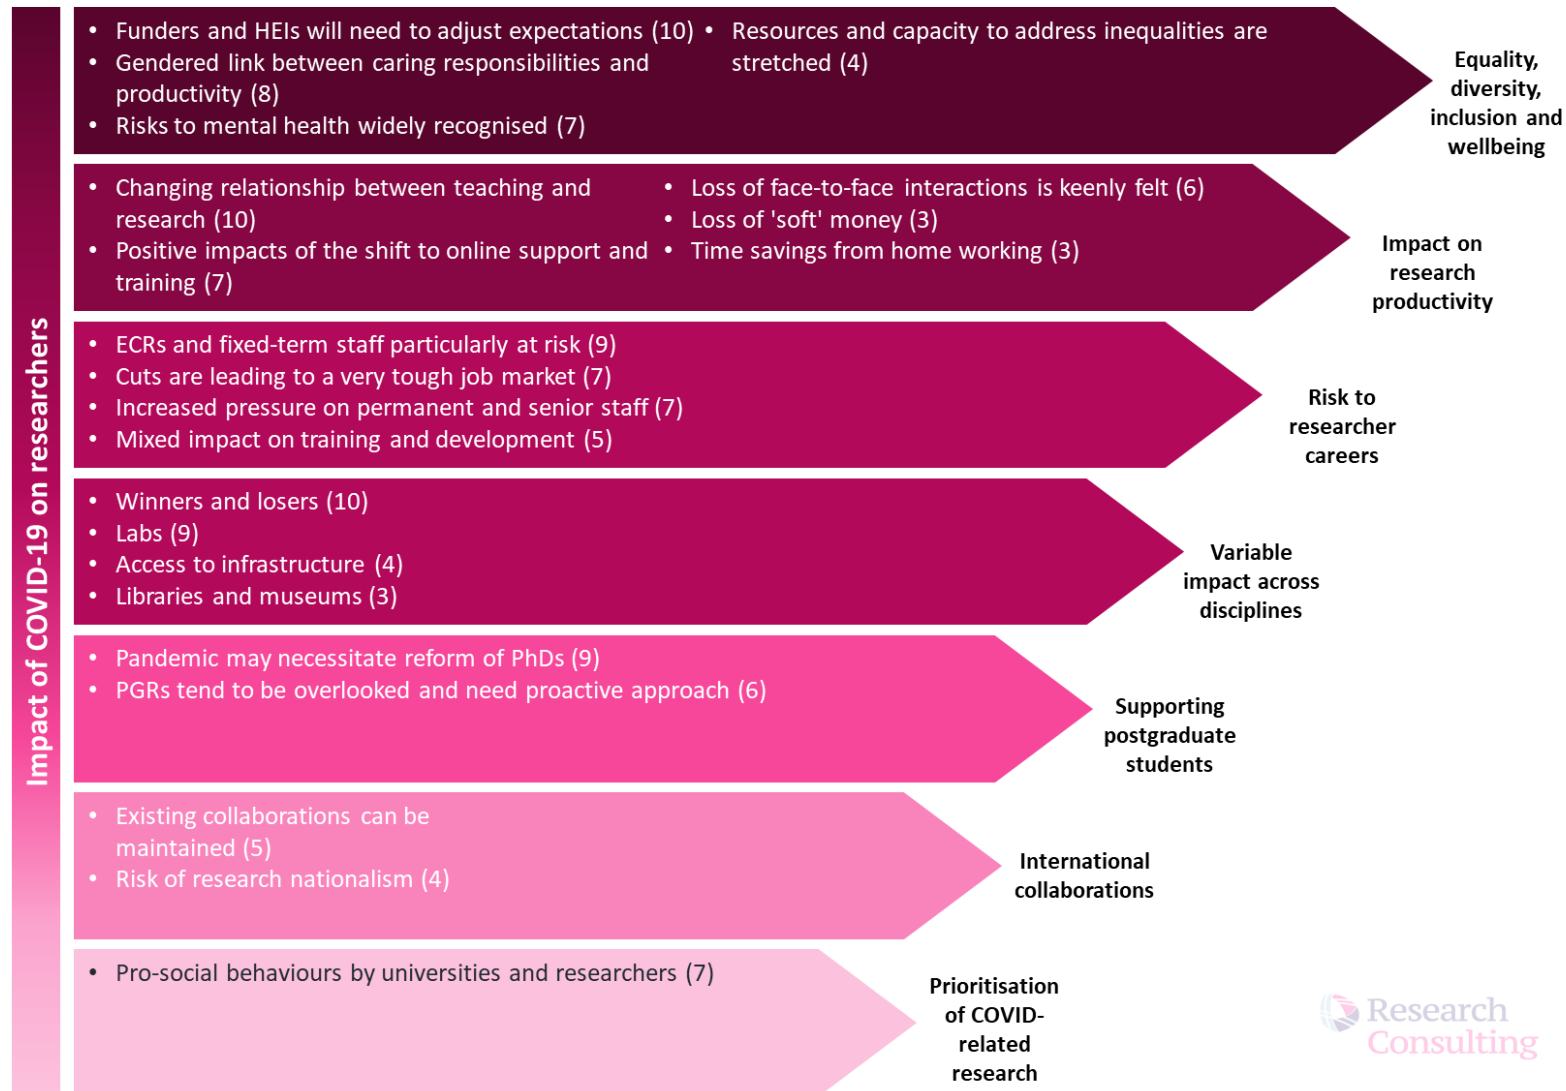 Impact of COVID-19 on researchers
• Funders and HEIs will need to adjust expectations (10)
• Gendered link between caring responsibilities and
productivity (8)
• Risks to mental health widely recognised (7)
• Resources and capacity to address inequalities are
stretched (4)
Equality,
diversity,
inclusion and
wellbeing
• Changing relationship between teaching and
research (10)
• Positive impacts of the shift to online support and
training (7)
• Loss of face-to-face interactions is keenly felt (6)
• Loss of 'soft' money (3)
• Time savings from home working (3)
Impact on
research
productivity
• ECRs and fixed-term staff particularly at risk (9)
• Cuts are leading to a very tough job market (7)
• Increased pressure on permanent and senior staff (7)
• Mixed impact on training and development (5)
Risk to
researcher
careers
• Winners and losers (10)
• Labs (9)
• Access to infrastructure (4)
• Libraries and museums (3)
Variable
impact across
disciplines
• Pandemic may necessitate reform of PhDs (9)
• PGRs tend to be overlooked and need proactive approach (6)
Supporting
postgraduate
students
• Existing collaborations can be
maintained (5)
• Risk of research nationalism (4)
International
collaborations
• Pro-social behaviours by universities and researchers (7)
Prioritisation
of COVID-
related
research
Research
Consulting